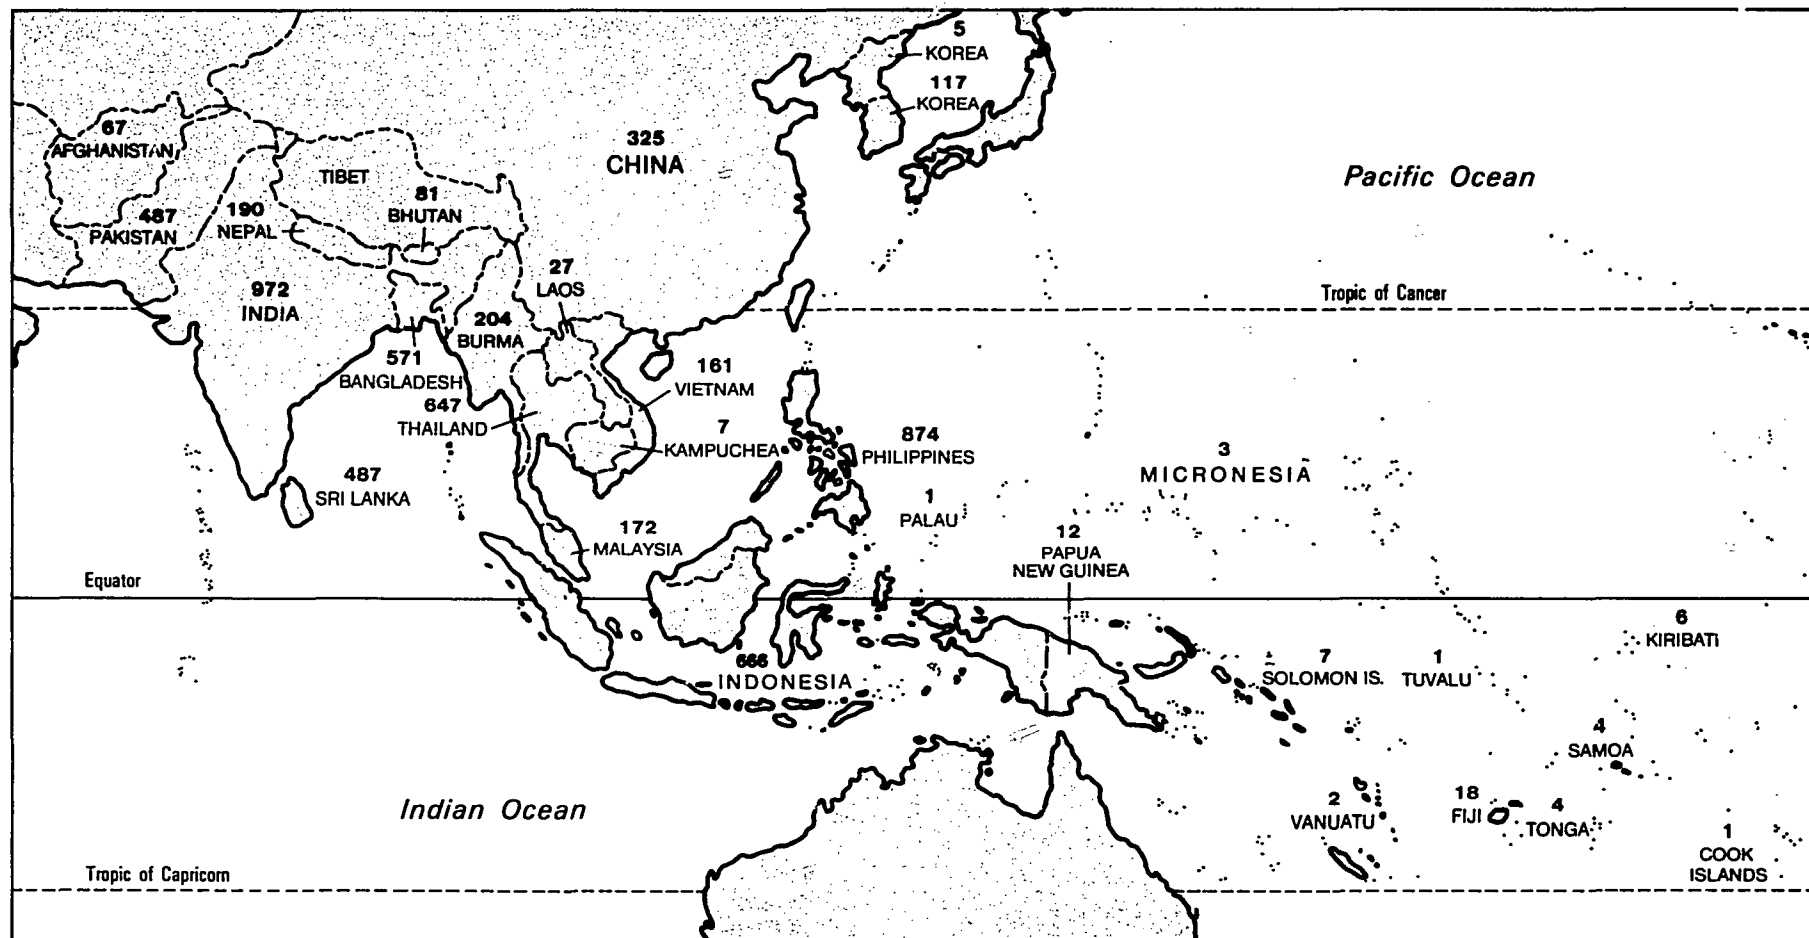 5
KOREA
117
KOREA
67
AFGHANISTAN
325
CHINA
TIBET
Pacific Ocean
81
BHUTAN
190
NEPAL
487
PAKISTAN
27
LAOS
972
INDIA
Tropic of Cancer
204
BURMA
571
BANGLADESH
161
VIETNAM
647
THAILAND
7
KAMPUCHEA
874
PHILIPPINES
3
MICRONESIA
487
SRI LANKA
1
PALAU
172
MALAYSIA
12
PAPUA
NEW GUINEA
Equator
6
KIRIBATI
666
INDONESIA
7
SOLOMON IS.
1
TUVALU
4
SAMOA
Indian Ocean
2
VANUATU
18
FIJI
4
TONGA
1
COOK
ISLANDS
Tropic of Capricorn